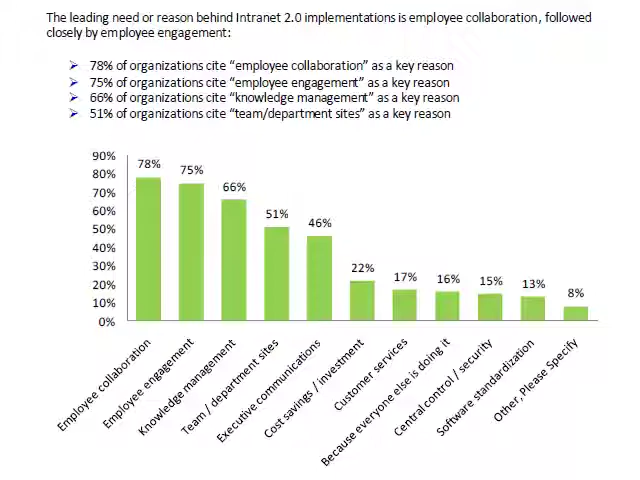 The leading need or reason behind Intranet 2.0 implementations is employee collaboration, followed
closely by employee engagement:
78% of organizations cite “employee collaboration” as a key reason
75% of organizations cite “employee engagement” as a key reason
66% of organizations cite “knowledge management” as a key reason
51% of organizations cite “team/department sites” as a key reason
90%
80%
70%
60%
50%
40%
30%
20%
10%
0%
78%
75%
66%
51%
46%
22%
17%
16%
15%
13%
8%
Employee collaboration
Employee engagement
Knowledge management
Team / department sites
Executive communications
Cost savings / investment
Customer services
Because everyone else is doing it
Central control / security
Software standardization
Other, Please Specify